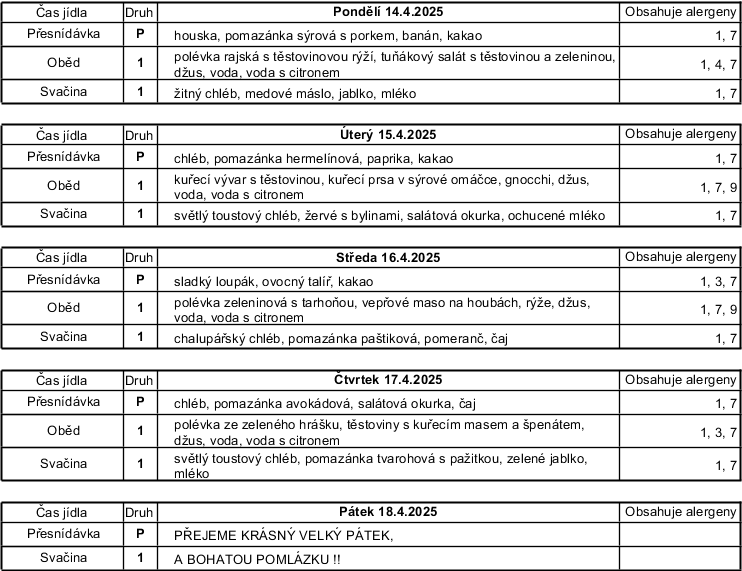 Čas jídla Druh Pondělí 14.4.2025 Obsahuje alergeny
Přesnídávka P houska, pomazánka sýrová s porkem, banán, kakao 1, 7
Oběd 1 polévka rajská s těstovinovou rýží, tuňákový salát s těstovinou a zeleninou, 1, 4, 7
džus, voda, voda s citronem
Svačina 1 žitný chléb, medové máslo, jablko, mléko 1, 7
Čas jídla Druh Úterý 15.4.2025 Obsahuje alergeny
Přesnídávka P chléb, pomazánka hermelínová, paprika, kakao 1, 7
Oběd 1 kuřecí vývar s těstovinou, kuřecí prsa v sýrové omáčce, gnocchi, džus, 1, 7, 9
voda, voda s citronem
Svačina 1 světlý toustový chléb, žervé s bylinami, salátová okurka, ochucené mléko 1, 7
Čas jídla Druh Středa 16.4.2025 Obsahuje alergeny
Přesnídávka P sladký loupák, ovocný talíř, kakao 1, 3, 7
Oběd 1 polévka zeleninová s tarhoňou, vepřové maso na houbách, rýže, džus, 1, 7, 9
voda, voda s citronem
Svačina 1 chalupářský chléb, pomazánka paštiková, pomeranč, čaj 1, 7
Čas jídla Druh Čtvrtek 17.4.2025 Obsahuje alergeny
Přesnídávka P chléb, pomazánka avokádová, salátová okurka, čaj 1, 7
Oběd 1 polévka ze zeleného hrášku, těstoviny s kuřecím masem a špenátem, 1, 3, 7
džus, voda, voda s citronem
Svačina 1 světlý toustový chléb, pomazánka tvarohová s pažitkou, zelené jablko, 1, 7
mléko
Čas jídla Druh Pátek 18.4.2025 Obsahuje alergeny
Přesnídávka P PŘEJEME KRÁSNÝ VELKÝ PÁTEK,
Svačina 1 A BOHATOU POMLÁZKU !!